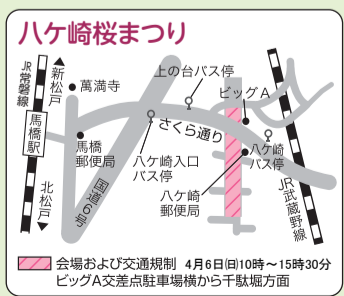 八ケ崎桜まつり
JR常磐線
▲新松戸
萬満寺
上の台バス停
ビッグA
馬橋駅
さくら通り
馬橋郵便局
八ケ崎入口
バス停
八ケ崎
バス停
八ケ崎
郵便局
北松戸▼
国道6号
JR武蔵野線
会場および交通規制 4月6日㈰10時〜15時30分
ビッグA交差点駐車場横から千駄堀方面